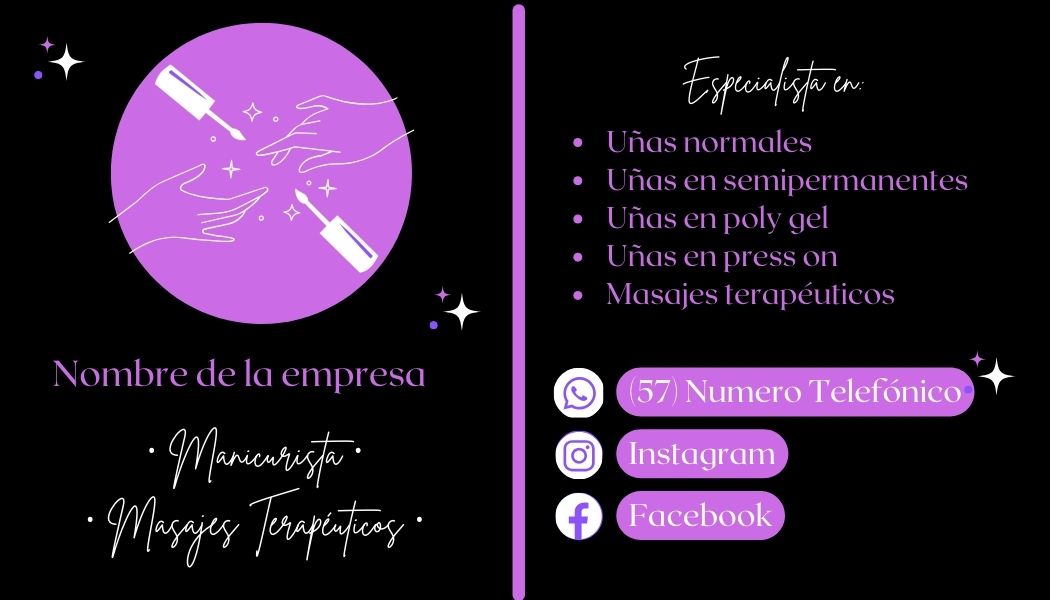 Nombre de la empresa
· Manicurista ·
· Masajes Terapéuticos ·
Especialista en:
• Uñas normales
• Uñas en semipermanentes
• Uñas en poly gel
• Uñas en press on
• Masajes terapéuticos
(57) Numero Telefónico
Instagram
Facebook